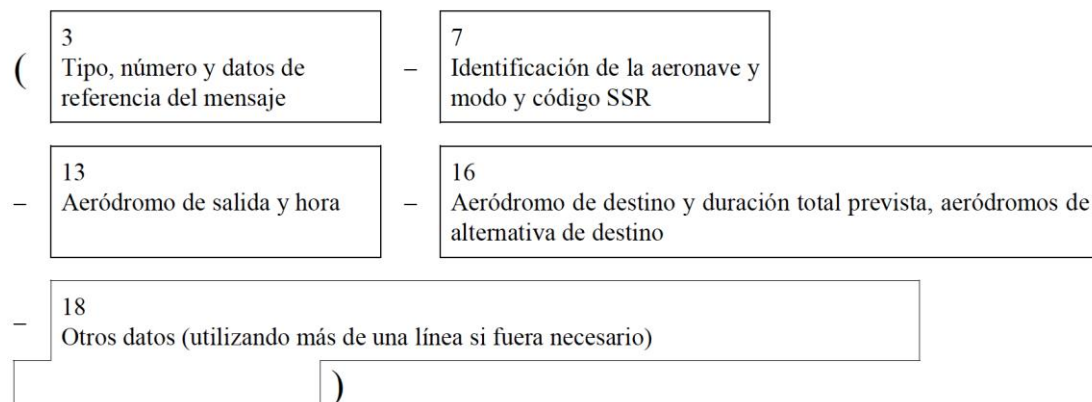 ( 3 – 7
Tipo, número y datos de referencia del mensaje
Identificación de la aeronave y modo y código SSR
– 13
Aeródromo de salida y hora
– 16
Aeródromo de destino y duración total prevista, aeródromos de alternativa de destino
– 18
Otros datos (utilizando más de una línea si fuera necesario)
)